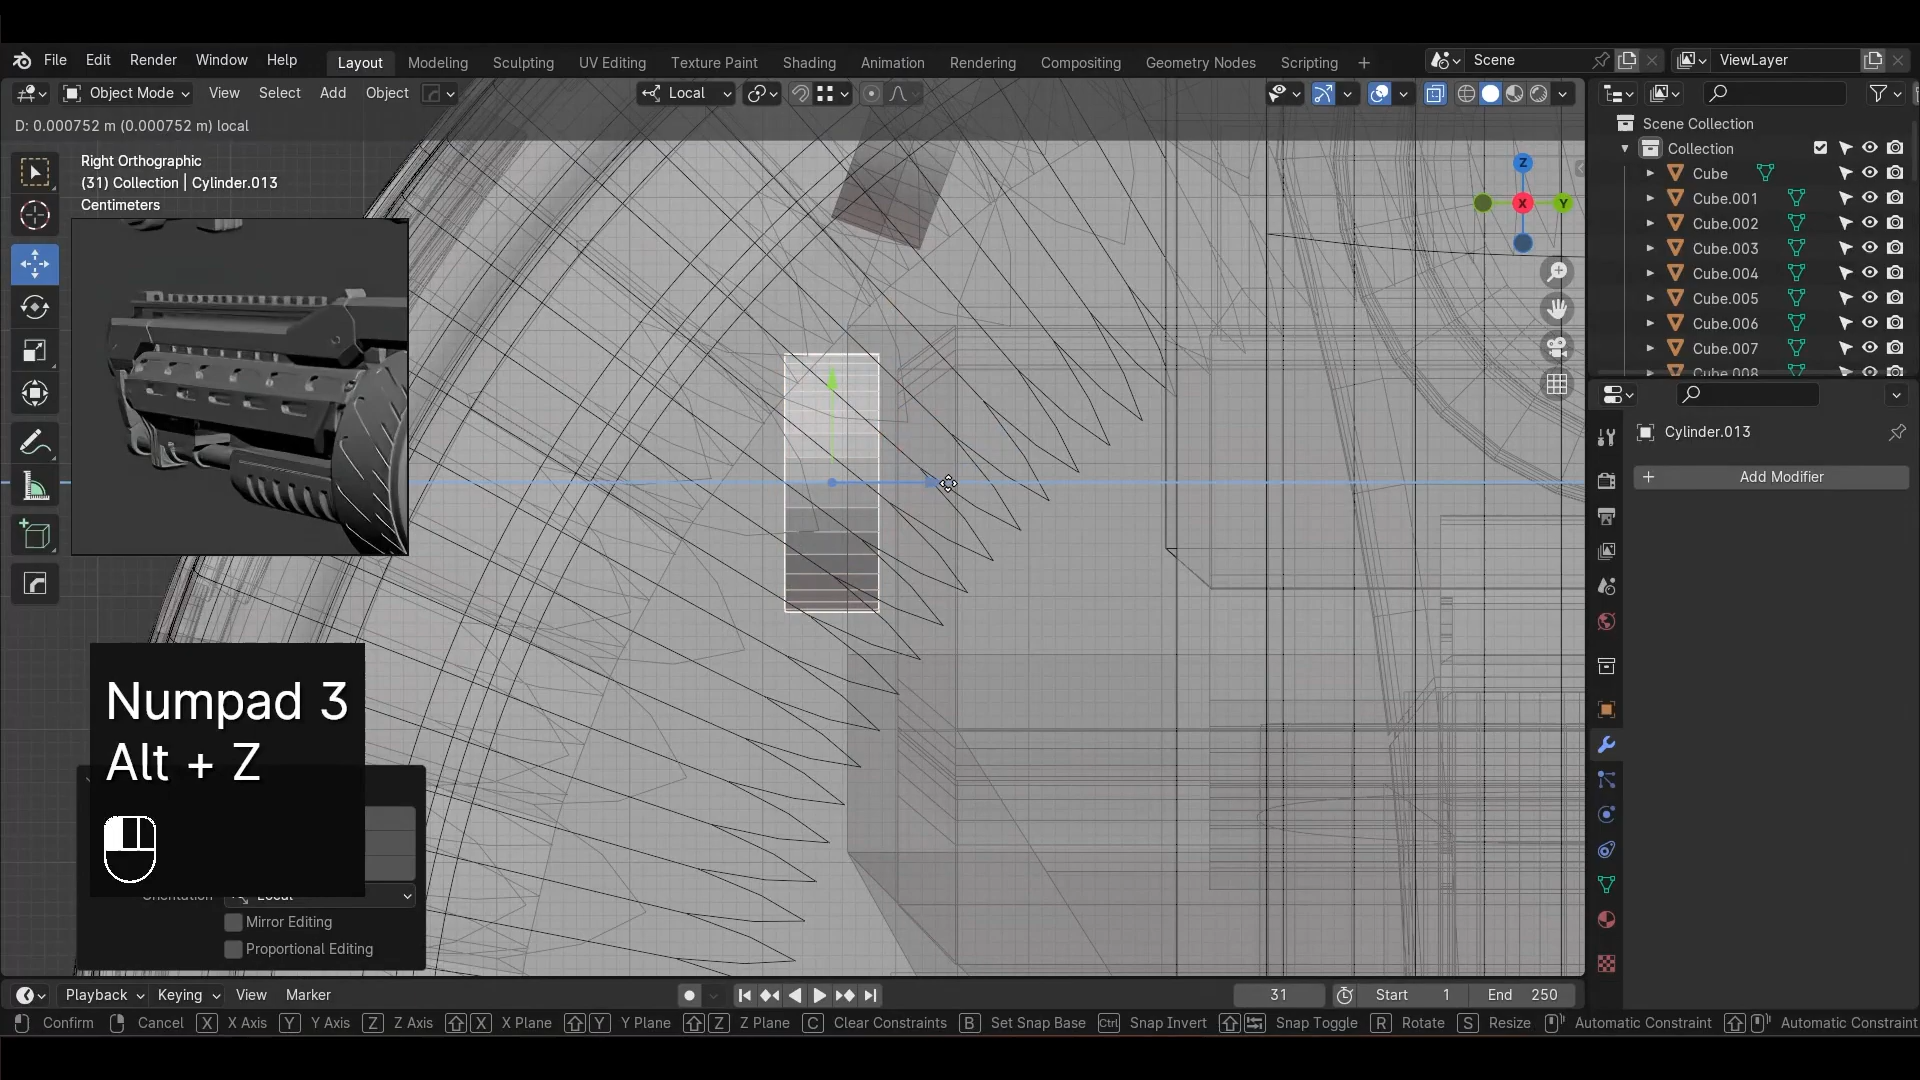 File Edit Render Window Help Layout Modeling Sculpting UV Editing Texture Paint Shading Animation Rendering Compositing Geometry Nodes Scripting + Scene ViewLayer
Object Mode View Select Add Object Local
D: 0.000752 m (0.000752 m) local
Right Orthographic
(31) Collection | Cylinder.013
Centimeters
Z
X
Y
Scene Collection
Collection
Cube
Cube.001
Cube.002
Cube.003
Cube.004
Cube.005
Cube.006
Cube.007
Cube.008
Cylinder.013
+ Add Modifier
Numpad 3
Alt + Z
Orientation Local
Mirror Editing
Proportional Editing
Playback Keying View Marker 31 Start 1 End 250
Confirm Cancel X X Axis Y Y Axis Z Z Axis X X Plane Y Y Plane Z Z Plane C Clear Constraints B Set Snap Base Ctrl Snap Invert Snap Toggle R Rotate S Resize Automatic Constraint Automatic Constraint